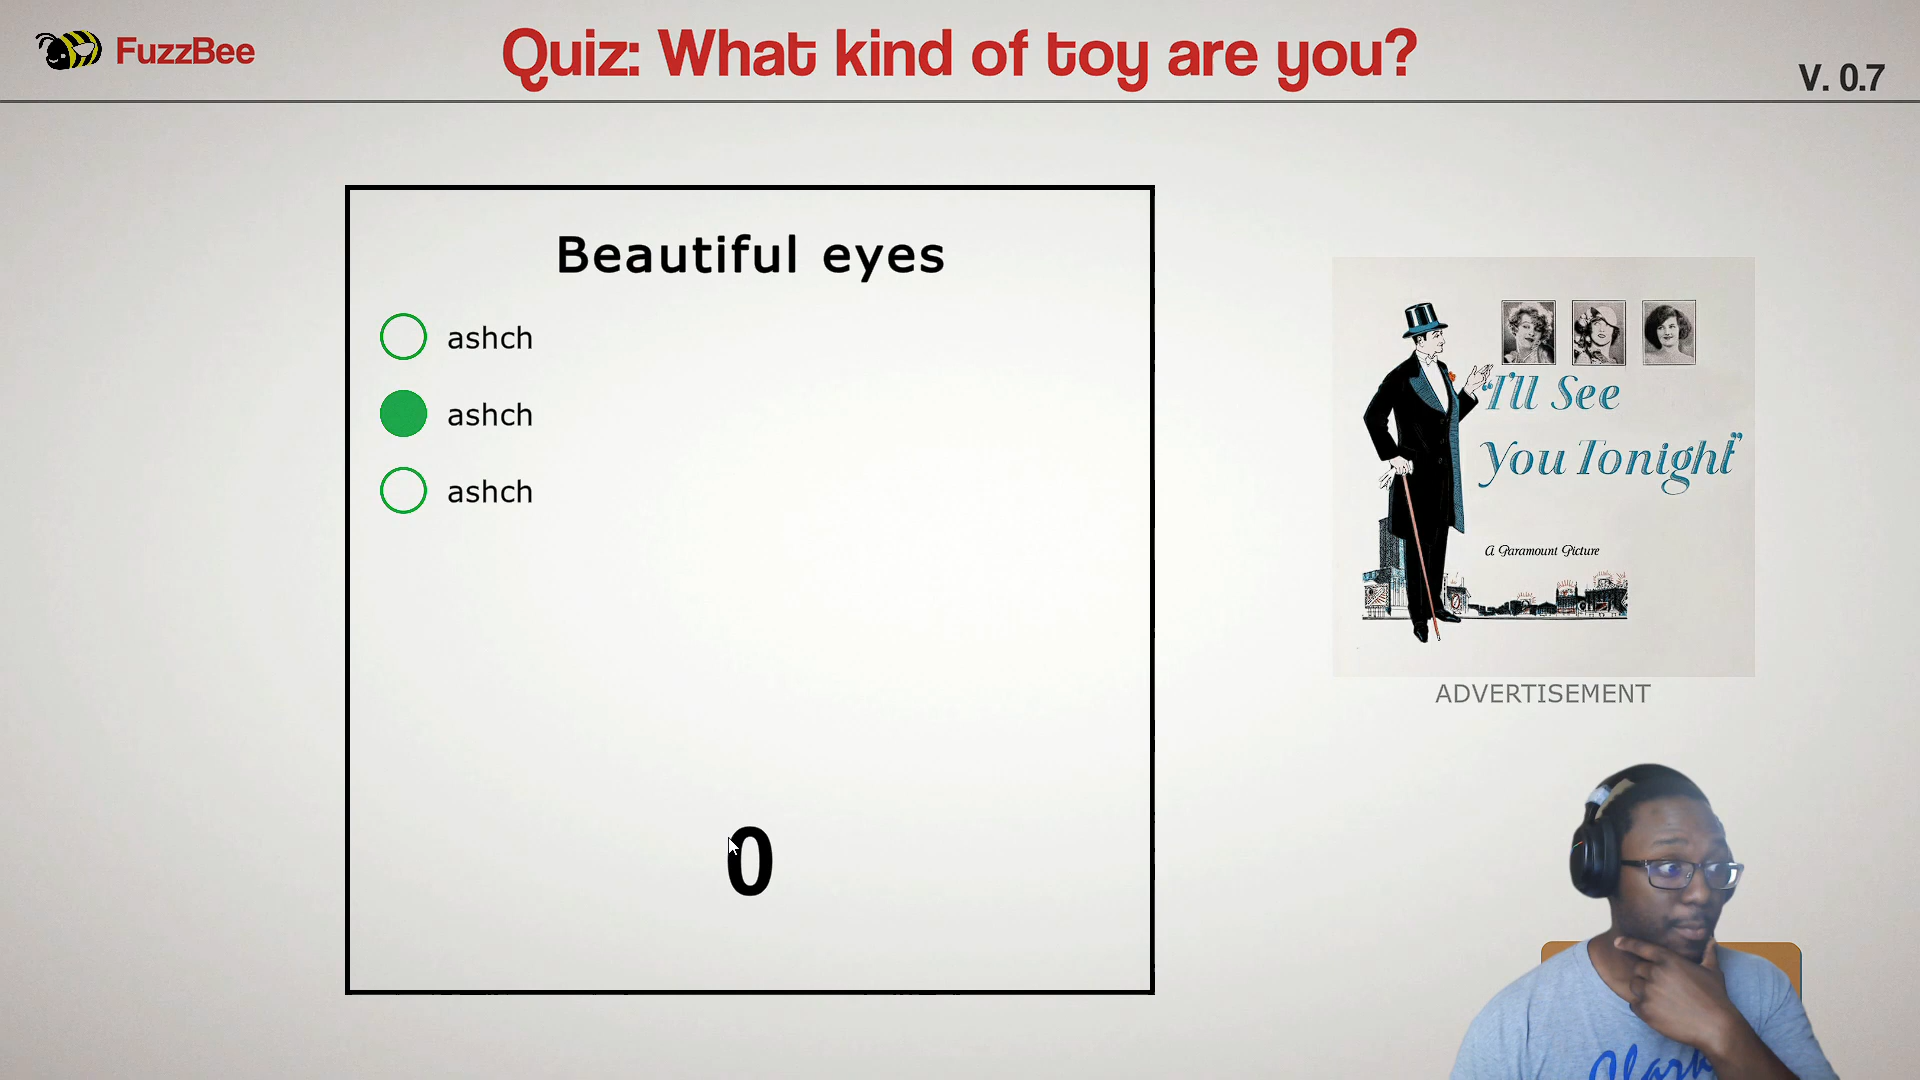 FuzzBee
Quiz: What kind of toy are you?
V. 0.7
Beautiful eyes
ashch
ashch
ashch
0
"I'll See
You Tonight"
A Paramount Picture
ADVERTISEMENT